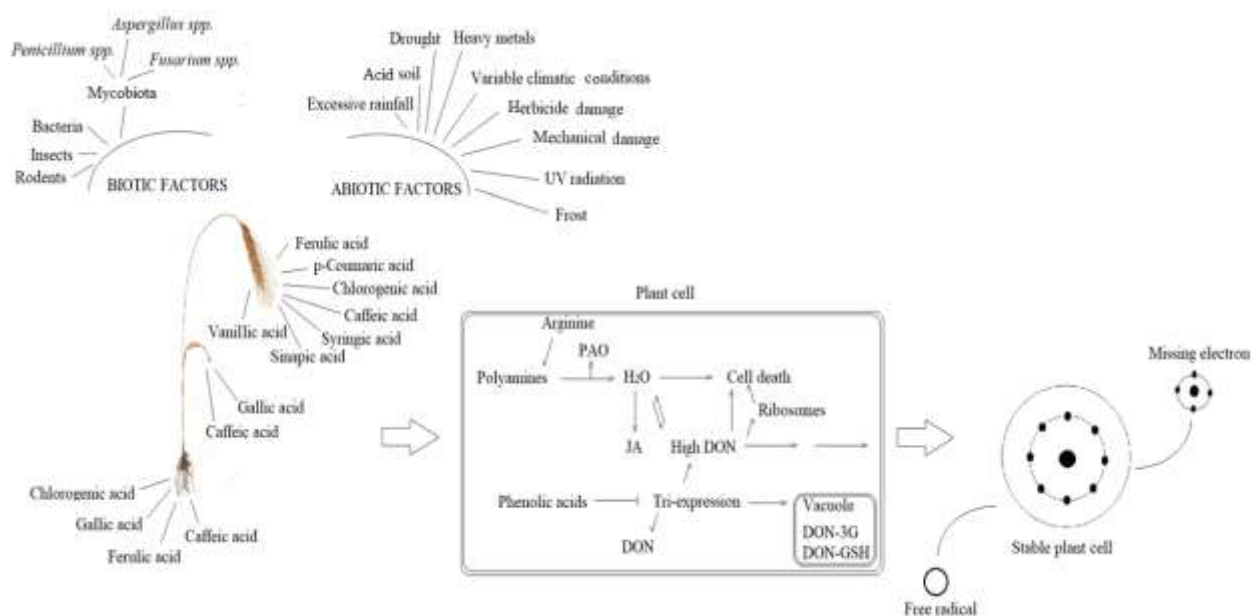 Aspergillus spp.
Penicillium spp.
Fusarium spp.
Mycobiota
Bacteria
Insects
Rodents
BIOTIC FACTORS
Drought
Heavy metals
Acid soil
Variable climatic conditions
Excessive rainfall
Herbicide damage
Mechanical damage
UV radiation
ABIOTIC FACTORS
Frost
Ferulic acid
p-Coumaric acid
Chlorogenic acid
Caffeic acid
Vanillic acid
Syringic acid
Sinapic acid
Gallic acid
Caffeic acid
Chlorogenic acid
Gallic acid
Caffeic acid
Ferulic acid
Plant cell
Arginine
PAO
Polyamines
H2O
Cell death
Ribosomes
JA
High DON
Phenolic acids
Tri-expression
Vacuole
DON-3G
DON-GSH
DON
Missing electron
Stable plant cell
Free radical